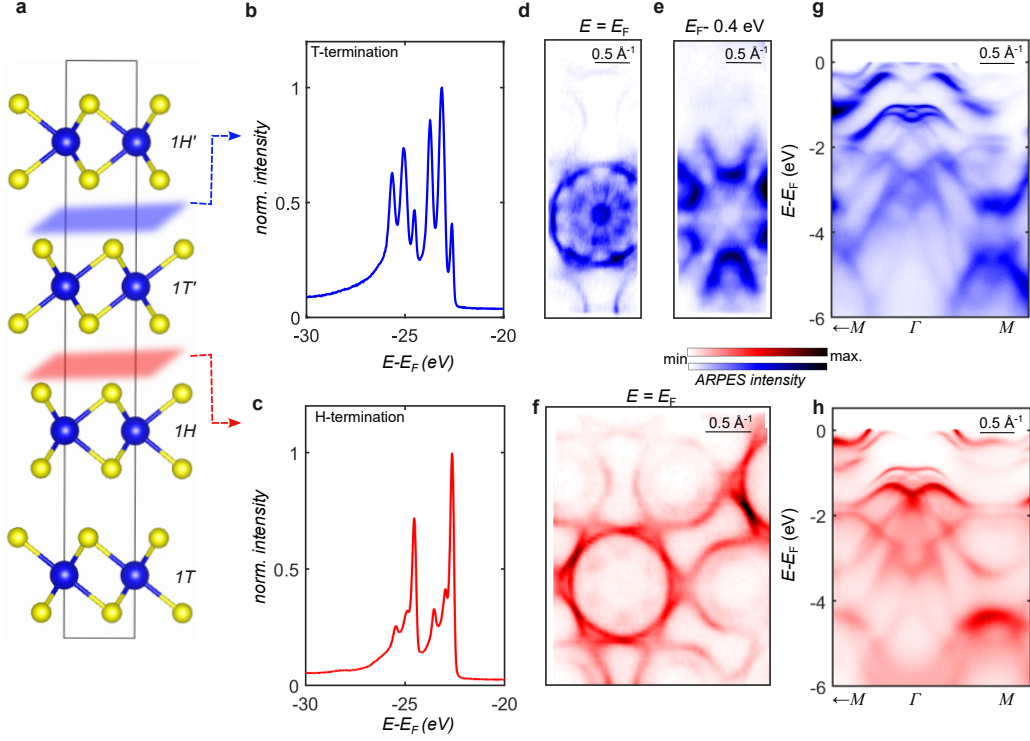 a
1H'
1T'
1H
1T
b
T-termination
1
0.5
0
norm. intensity
-30
-25
-20
E-EF (eV)
c
H-termination
1
0.5
0
norm. intensity
-30
-25
-20
E-EF (eV)
d
E = EF
0.5 Å-1
e
EF- 0.4 eV
0.5 Å-1
min
max.
ARPES intensity
f
E = EF
0.5 Å-1
g
0.5 Å-1
0
-2
-4
-6
E-EF (eV)
←M
Γ
M
h
0.5 Å-1
0
-2
-4
-6
E-EF (eV)
←M
Γ
M